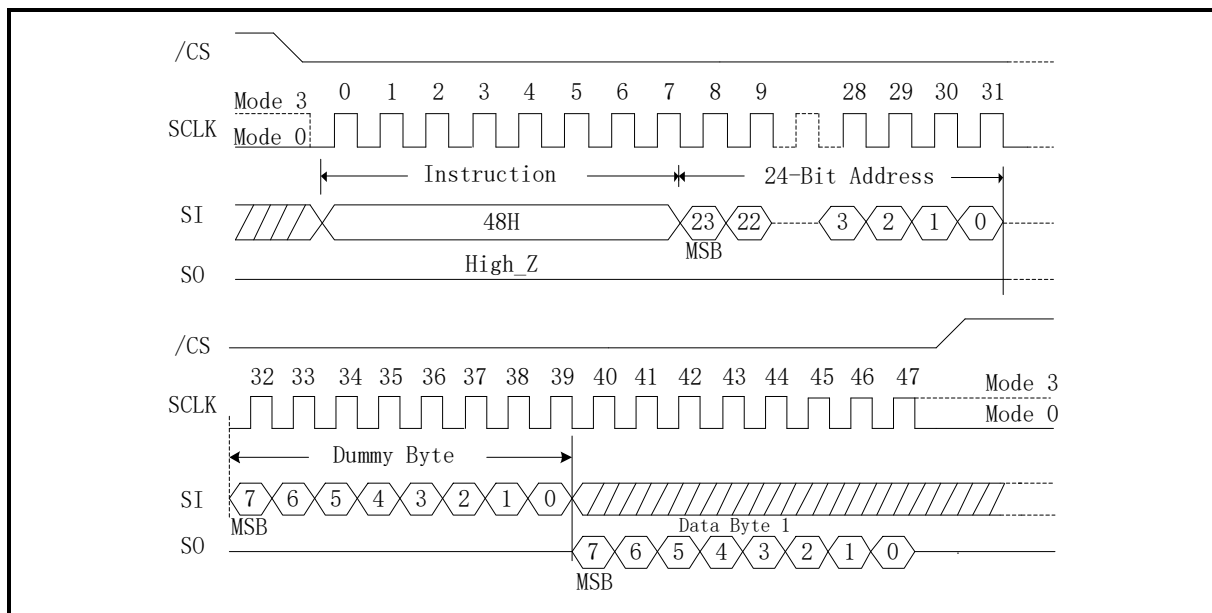 /CS
0 1 2 3 4 5 6 7 8 9 28 29 30 31
Mode 3
SCLK
Mode 0
Instruction 24-Bit Address
SI 48H 23 22 3 2 1 0
MSB
High_Z
SO
/CS
32 33 34 35 36 37 38 39 40 41 42 43 44 45 46 47
Mode 3
SCLK
Mode 0
Dummy Byte
SI 7 6 5 4 3 2 1 0
MSB
Data Byte 1
SO 7 6 5 4 3 2 1 0
MSB